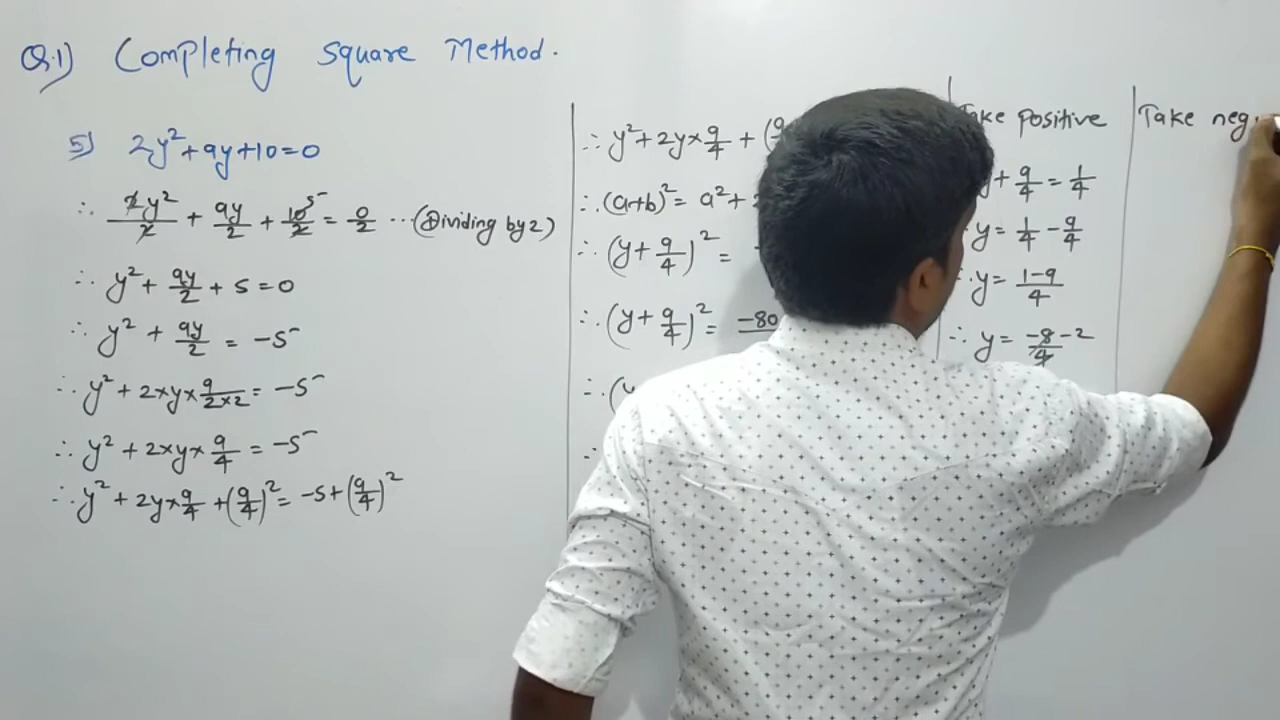 Q.1) Completing Square Method.
5) 2y²+9y+10=0
∴ 2y²/2 + 9y/2 + 10/2 5 = 0/2 ...(Dividing by 2)
∴ y² + 9y/2 + 5 = 0
∴ y² + 9y/2 = -5
∴ y² + 2×y×9/(2×2) = -5
∴ y² + 2×y×9/4 = -5
∴ y² + 2y×9/4 + (9/4)² = -5 + (9/4)²
∴ y² + 2y×9/4 + (9
∴ (a+b)² = a² +
∴ (y + 9/4)² =
∴ (y + 9/4)² = -80
∴ (y
∴
Take positive
y + 9/4 = 1/4
∴ y = 1/4 - 9/4
∴ y = (1-9)/4
∴ y = -8/4 -2
Take neg